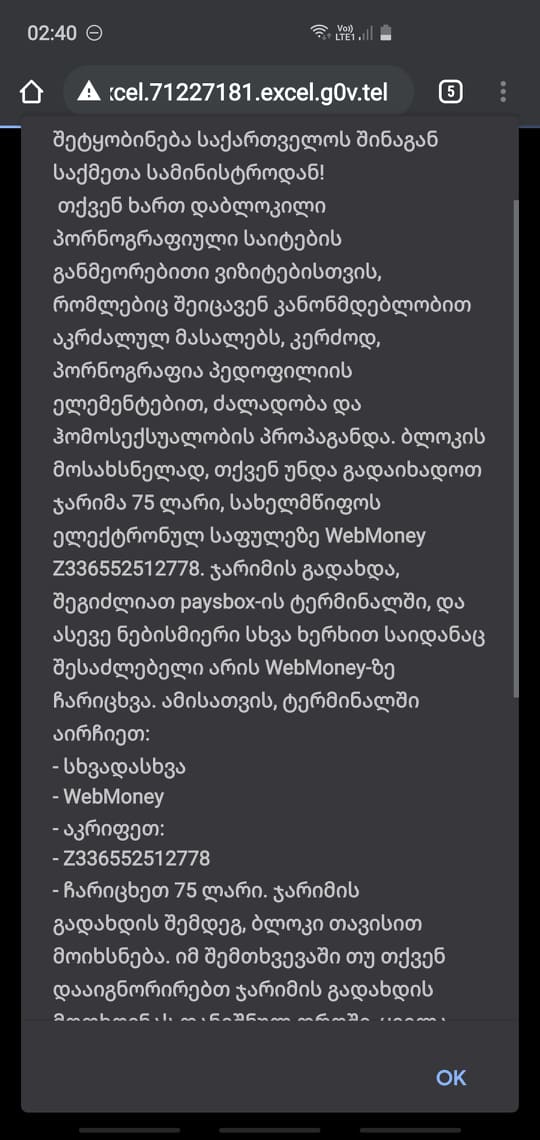 02:40
Vo))
LTE1
:cel.71227181.excel.g0v.tel
5
შეტყობინება საქართველოს შინაგან
საქმეთა სამინისტროდან!
თქვენ ხართ დაბლოკილი
პორნოგრაფიული საიტების
განმეორებითი ვიზიტებისთვის,
რომლებიც შეიცავენ კანონმდებლობით
აკრძალულ მასალებს, კერძოდ,
პორნოგრაფია პედოფილიის
ელემენტებით, ძალადობა და
ჰომოსექსუალობის პროპაგანდა. ბლოკის
მოსახსნელად, თქვენ უნდა გადაიხადოთ
ჯარიმა 75 ლარი, სახელმწიფოს
ელექტრონულ საფულეზე WebMoney
Z336552512778. ჯარიმის გადახდა,
შეგიძლიათ paysbox-ის ტერმინალში, და
ასევე ნებისმიერი სხვა ხერხით საიდანაც
შესაძლებელი არის WebMoney-ზე
ჩარიცხვა. ამისათვის, ტერმინალში
აირჩიეთ:
- სხვადასხვა
- WebMoney
- აკრიფეთ:
- Z336552512778
- ჩარიცხეთ 75 ლარი. ჯარიმის
გადახდის შემდეგ, ბლოკი თავისით
მოიხსნება. იმ შემთხვევაში თუ თქვენ
დააიგნორირებთ ჯარიმის გადახდის
OK